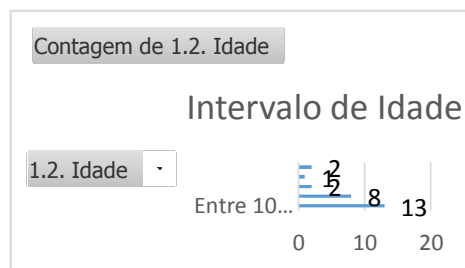 Contagem de 1.2. Idade
Intervalo de Idade
1.2. Idade
2
1
2
Entre 10...
8
13
0 10 20